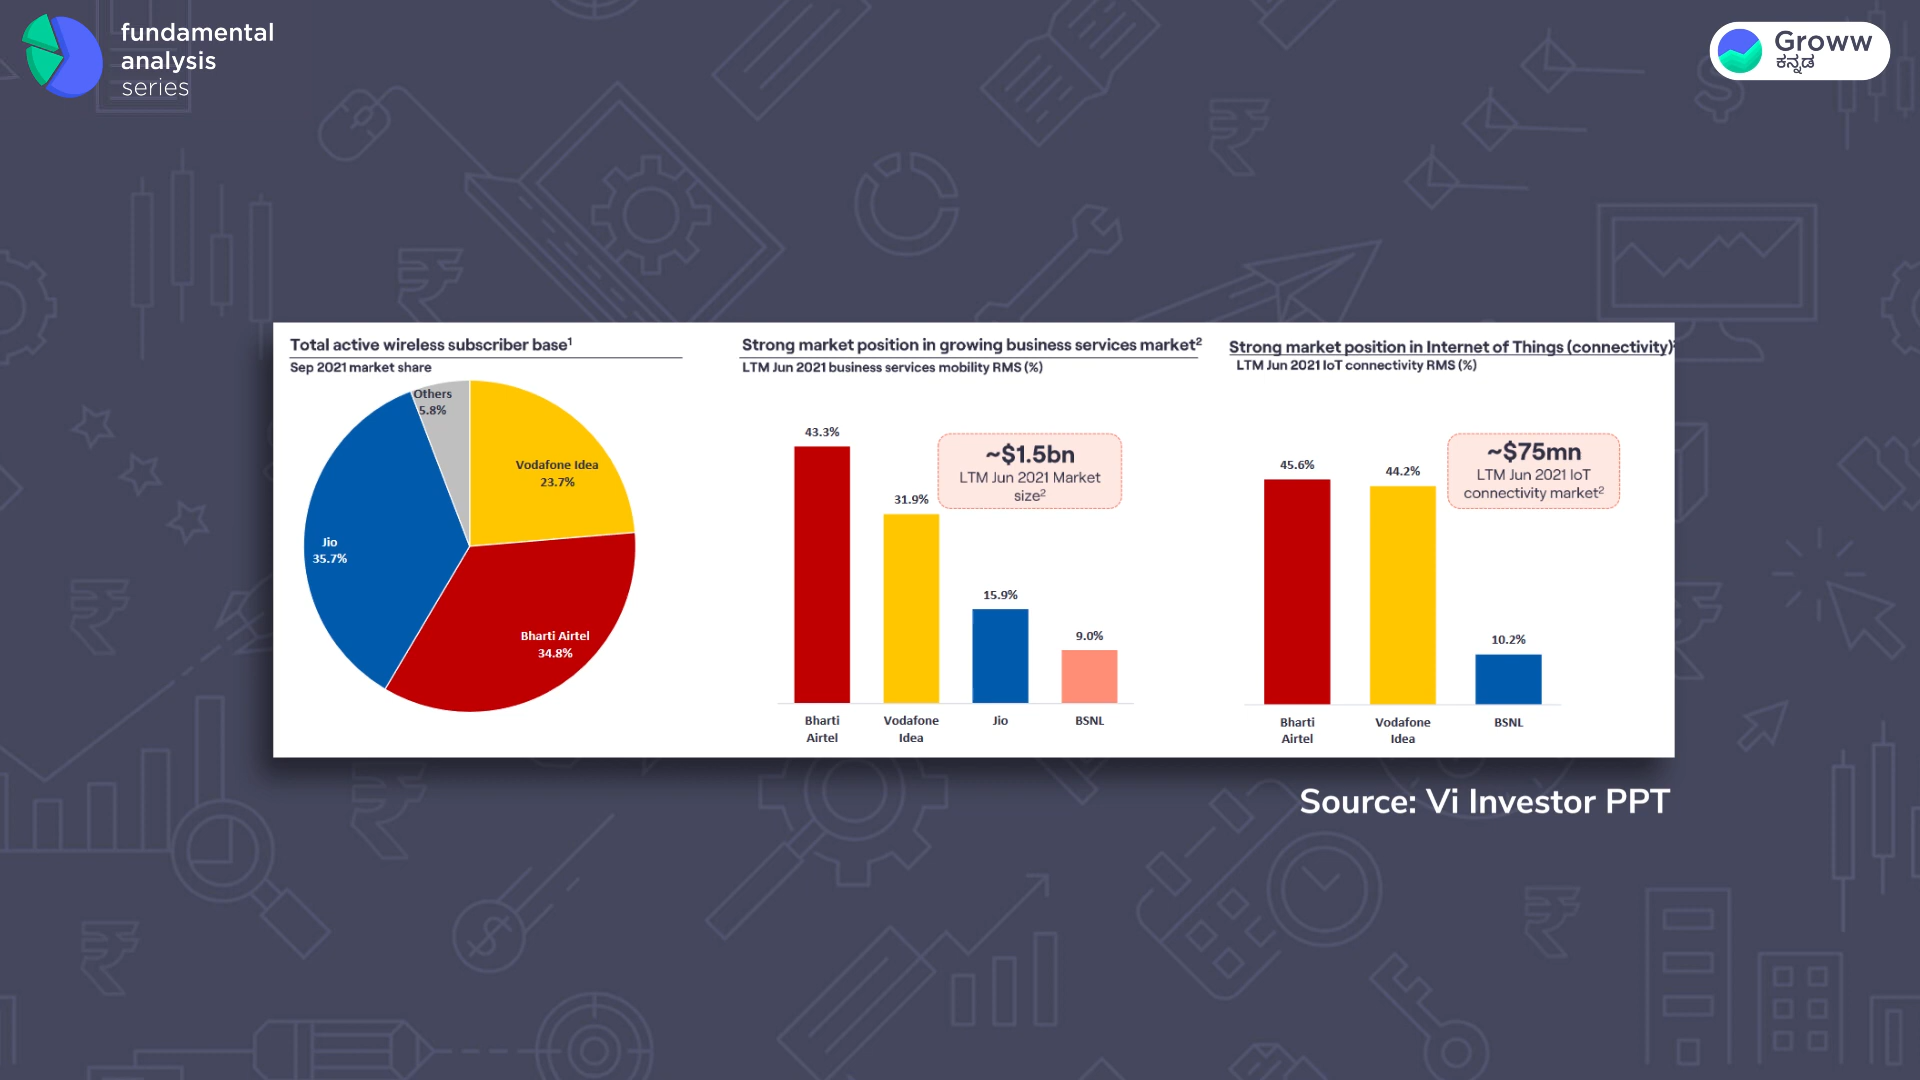 fundamental
analysis
series
Groww
ಕನ್ನಡ
Total active wireless subscriber base¹
Sep 2021 market share
Others
5.8%
Vodafone Idea
23.7%
Jio
35.7%
Bharti Airtel
34.8%
Strong market position in growing business services market²
LTM Jun 2021 business services mobility RMS (%)
43.3%
~$1.5bn
LTM Jun 2021 Market
size²
31.9%
15.9%
9.0%
Bharti
Airtel
Vodafone
Idea
Jio
BSNL
Strong market position in Internet of Things (connectivity)²
LTM Jun 2021 IoT connectivity RMS (%)
~$75mn
LTM Jun 2021 IoT
connectivity market²
45.6%
44.2%
10.2%
Bharti
Airtel
Vodafone
Idea
BSNL
Source: Vi Investor PPT